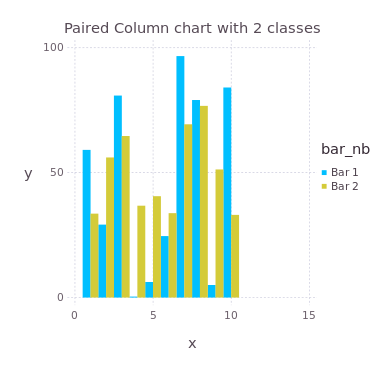 Paired Column chart with 2 classes
100
50
0
y
0
5
10
15
x
bar_nb
Bar 1
Bar 2